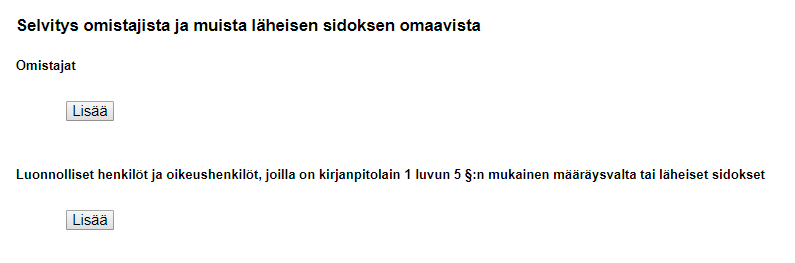 Selvitys omistajista ja muista läheisen sidoksen omaavista
Omistajat
Lisää
Luonnolliset henkilöt ja oikeushenkilöt, joilla on kirjanpitolain 1 luvun 5 §:n mukainen määräysvalta tai läheiset sidokset
Lisää